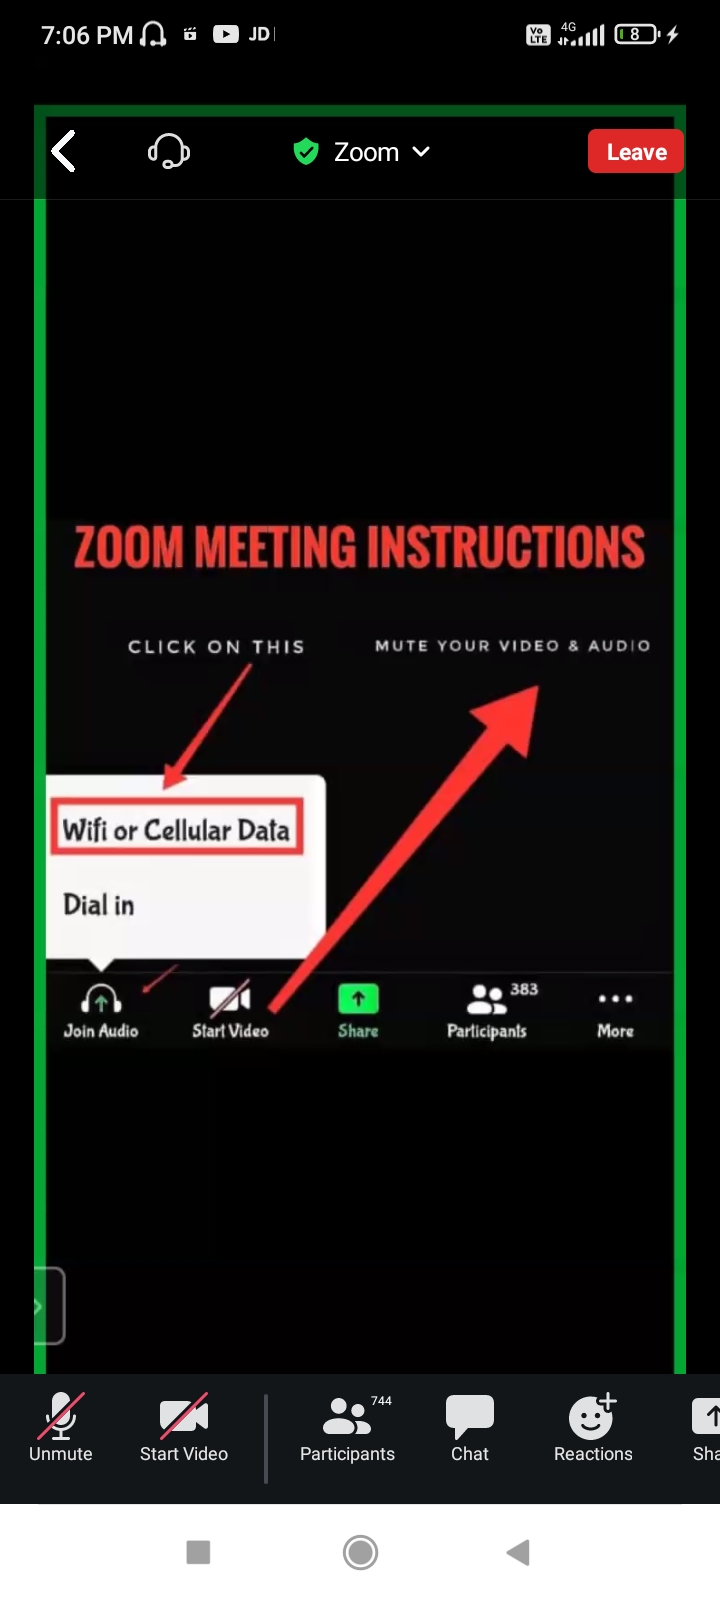 7:06 PM JD
Vo LTE 4G 8
Zoom
Leave
ZOOM MEETING INSTRUCTIONS
CLICK ON THIS
MUTE YOUR VIDEO & AUDIO
Wifi or Cellular Data
Dial in
383
Join Audio
Start Video
Share
Participants
More
744
Unmute
Start Video
Participants
Chat
Reactions
Sha